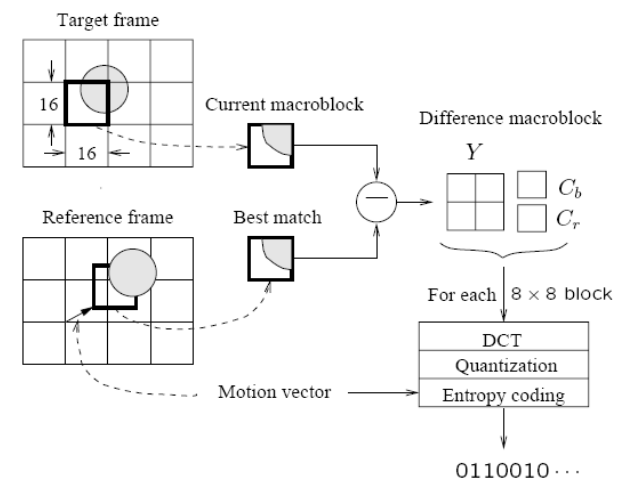 Target frame
16
16
Current macroblock
Difference macroblock
Y
C_b
C_r
Reference frame
Best match
For each 8 × 8 block
DCT
Quantization
Entropy coding
Motion vector
0110010 · · ·